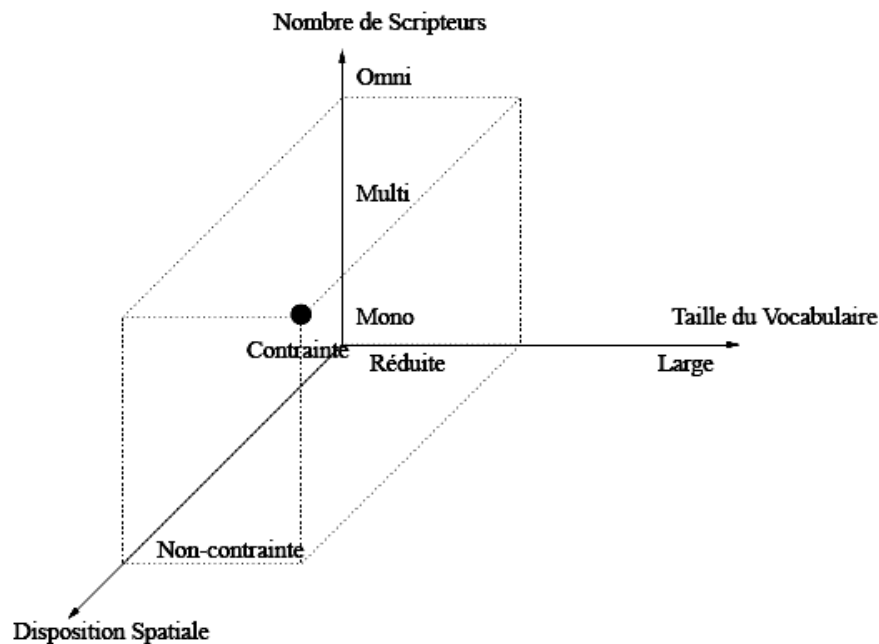 Nombre de Scripteurs
Omni
Multi
Mono
Taille du Vocabulaire
Contrainte
Réduite
Large
Non-contrainte
Disposition Spatiale